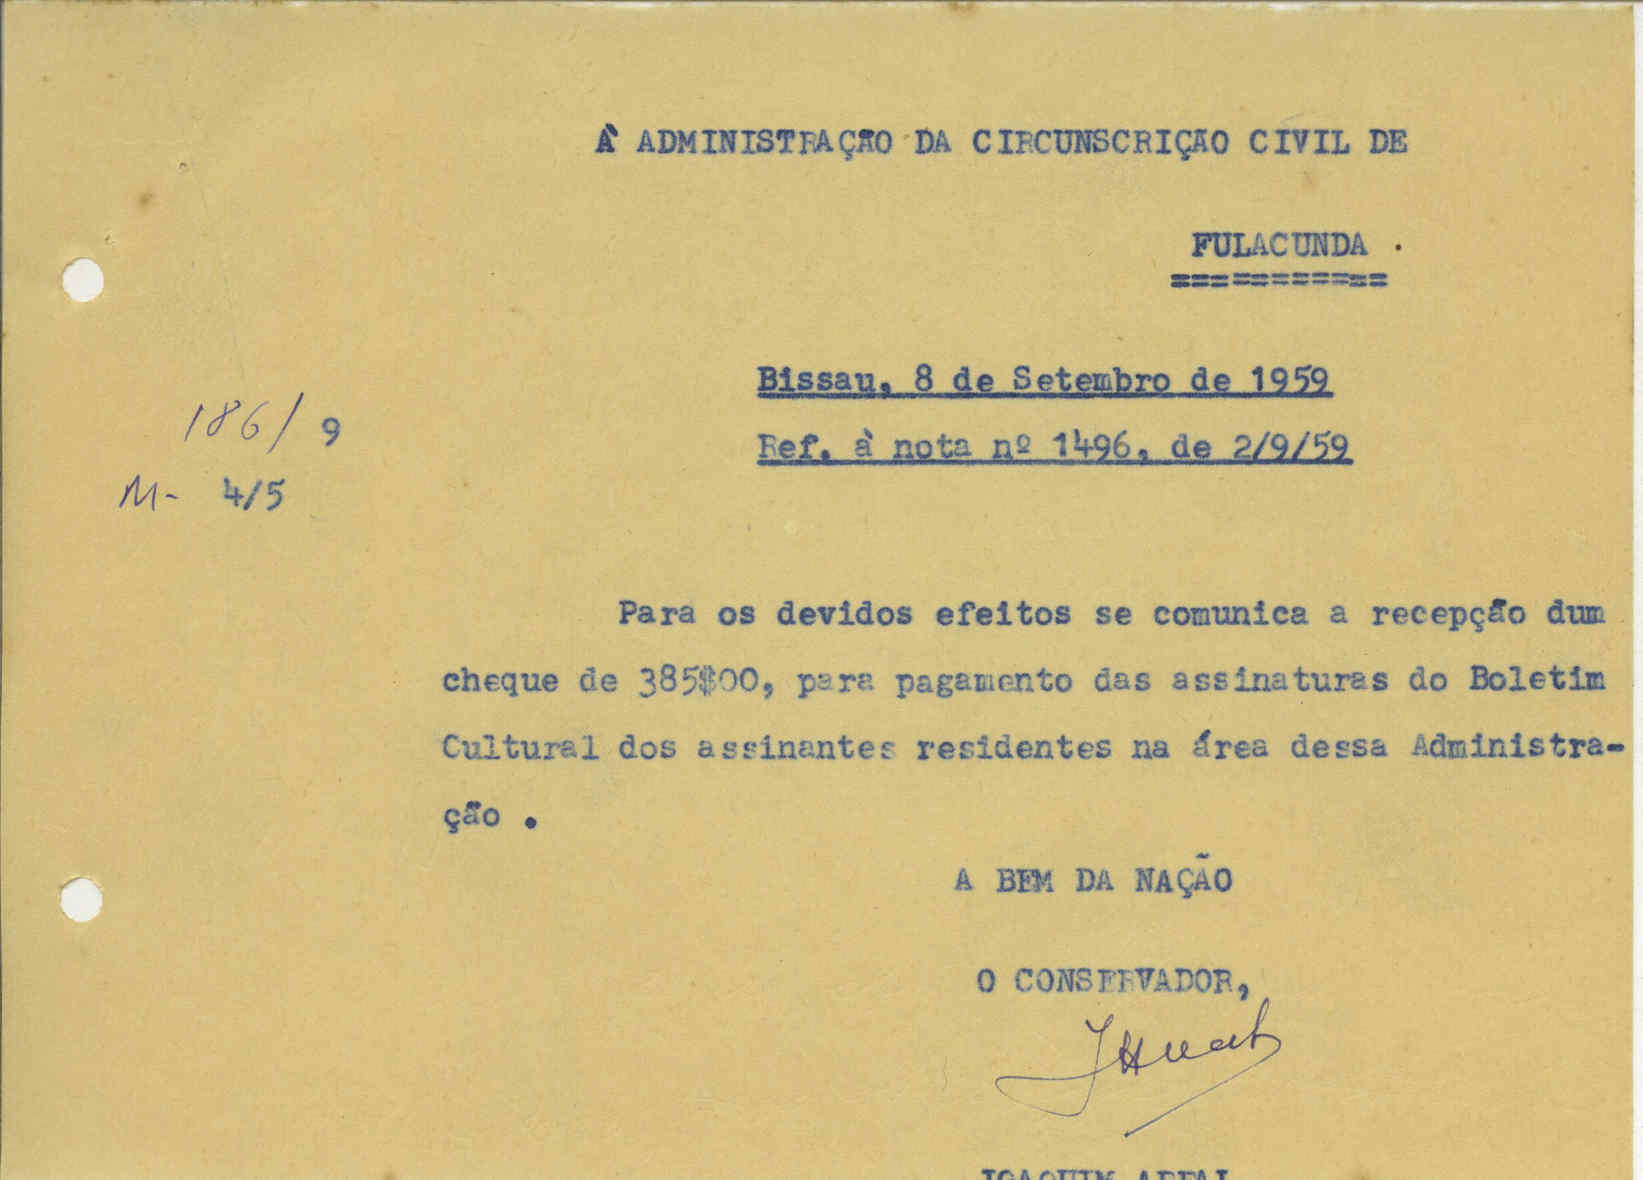 À ADMINISTRAÇÃO DA CIRCUNSCRIÇÃO CIVIL DE
FULACUNDA .
===========
Bissau, 8 de Setembro de 1959
186/9
Ref. à nota nº 1496, de 2/9/59
M- 4/5
Para os devidos efeitos se comunica a recepção dum
cheque de 385$00, para pagamento das assinaturas do Boletim
Cultural dos assinantes residentes na área dessa Administra-
ção .
A BEM DA NAÇÃO
O CONSERVADOR,
JOAQUIM AREAL